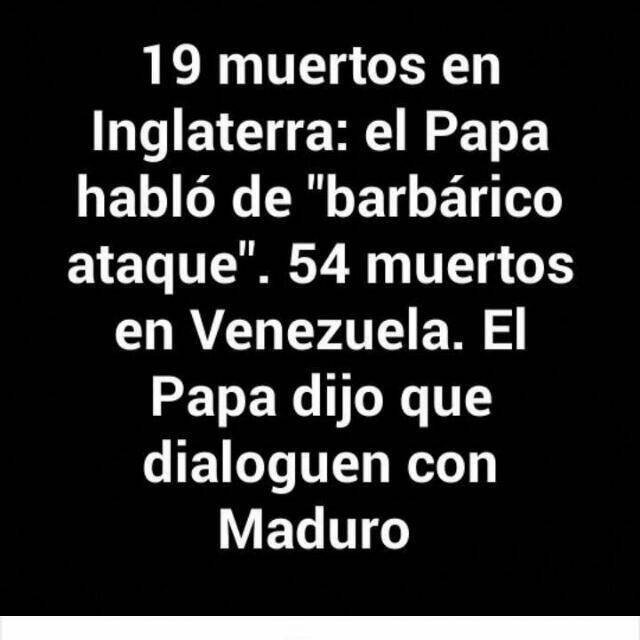 19 muertos en
Inglaterra: el Papa
habló de "barbárico
ataque". 54 muertos
en Venezuela. El
Papa dijo que
dialoguen con
Maduro